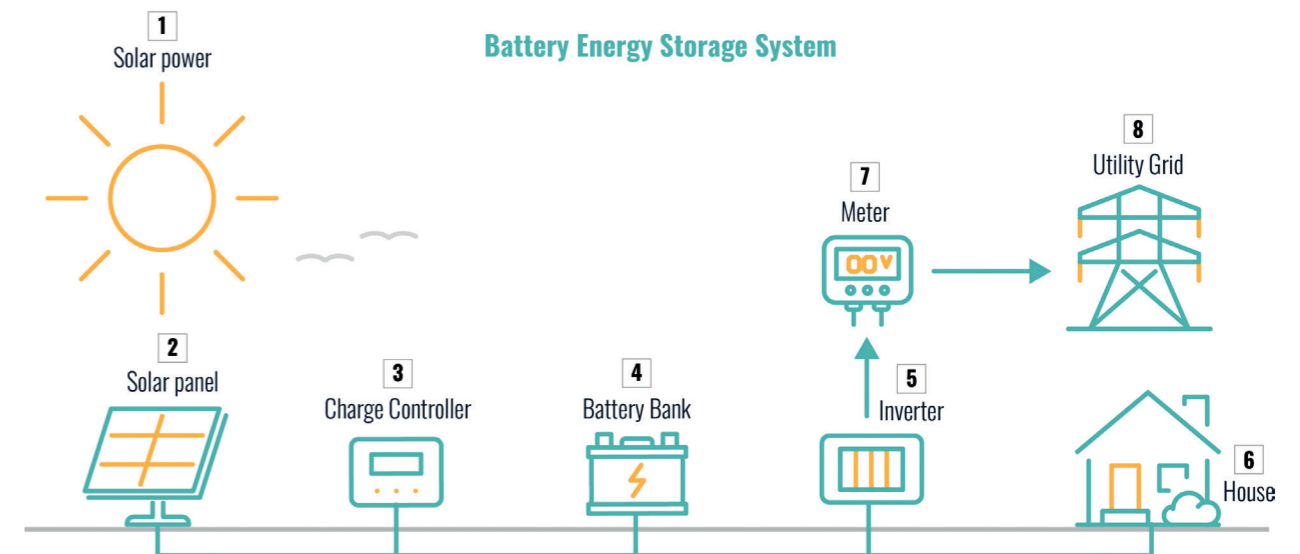 Battery Energy Storage System
1
Solar power
2
Solar panel
3
Charge Controller
4
Battery Bank
5
Inverter
6
House
7
Meter
00 V
8
Utility Grid